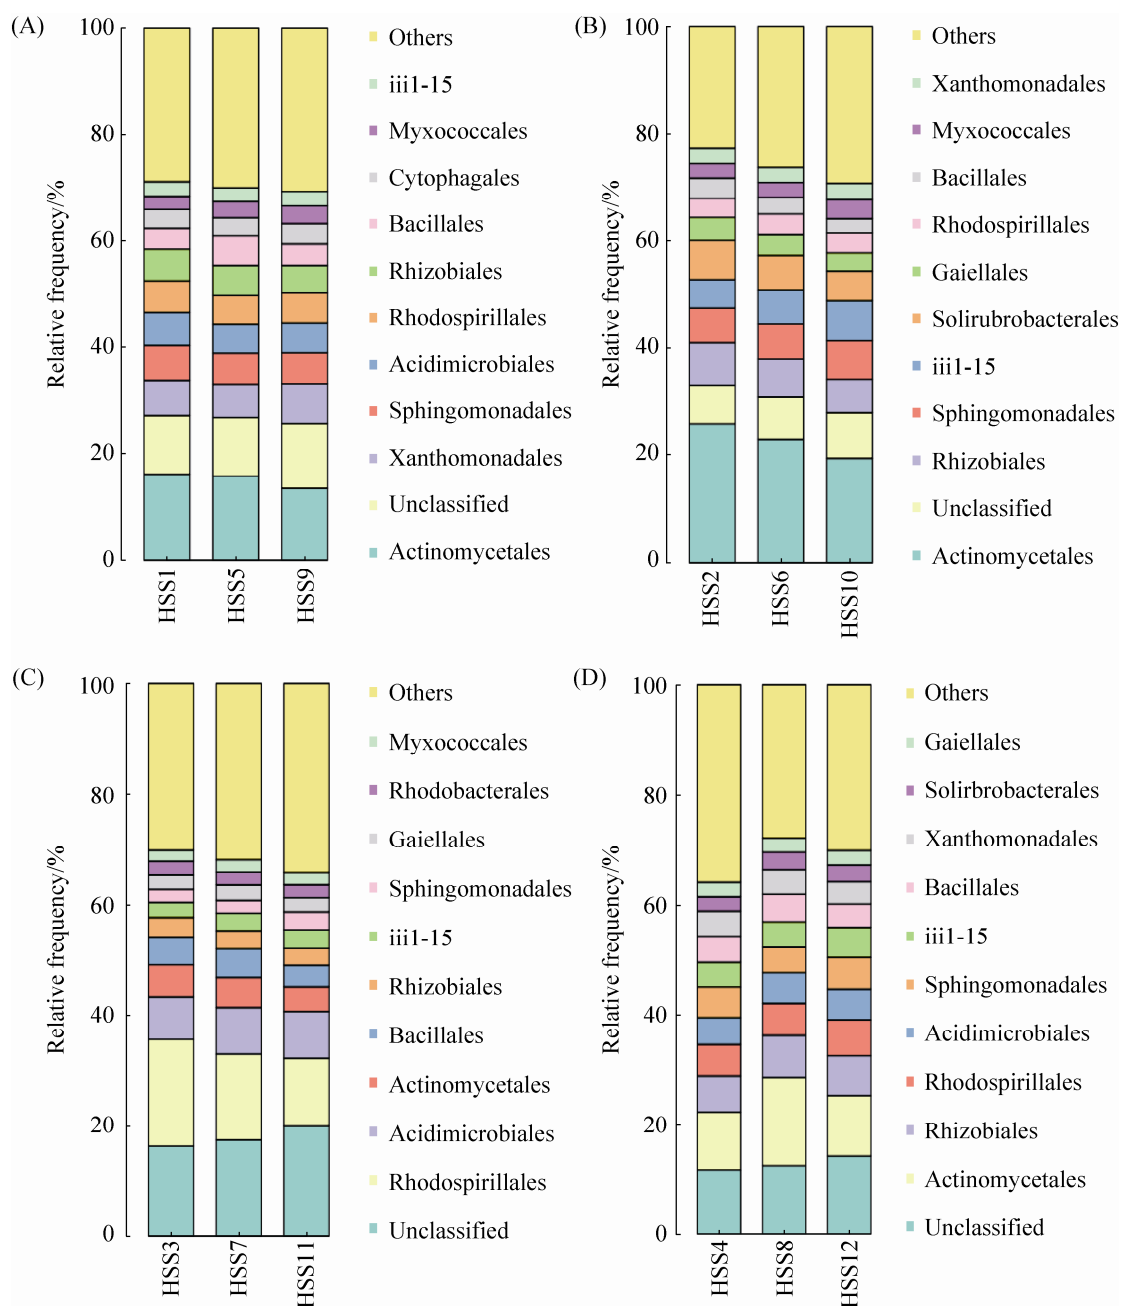 (A)
Relative frequency/%
100
80
60
40
20
0
HSS1
HSS5
HSS9
Others
iii1-15
Myxococcales
Cytophagales
Bacillales
Rhizobiales
Rhodospirillales
Acidimicrobiales
Sphingomonadales
Xanthomonadales
Unclassified
Actinomycetales
(B)
Relative frequency/%
100
80
60
40
20
0
HSS2
HSS6
HSS10
Others
Xanthomonadales
Myxococcales
Bacillales
Rhodospirillales
Gaiellales
Solirubrobacterales
iii1-15
Sphingomonadales
Rhizobiales
Unclassified
Actinomycetales
(C)
Relative frequency/%
100
80
60
40
20
0
HSS3
HSS7
HSS11
Others
Myxococcales
Rhodobacterales
Gaiellales
Sphingomonadales
iii1-15
Rhizobiales
Bacillales
Actinomycetales
Acidimicrobiales
Rhodospirillales
Unclassified
(D)
Relative frequency/%
100
80
60
40
20
0
HSS4
HSS8
HSS12
Others
Gaiellales
Solirbrobacterales
Xanthomonadales
Bacillales
iii1-15
Sphingomonadales
Acidimicrobiales
Rhodospirillales
Rhizobiales
Actinomycetales
Unclassified